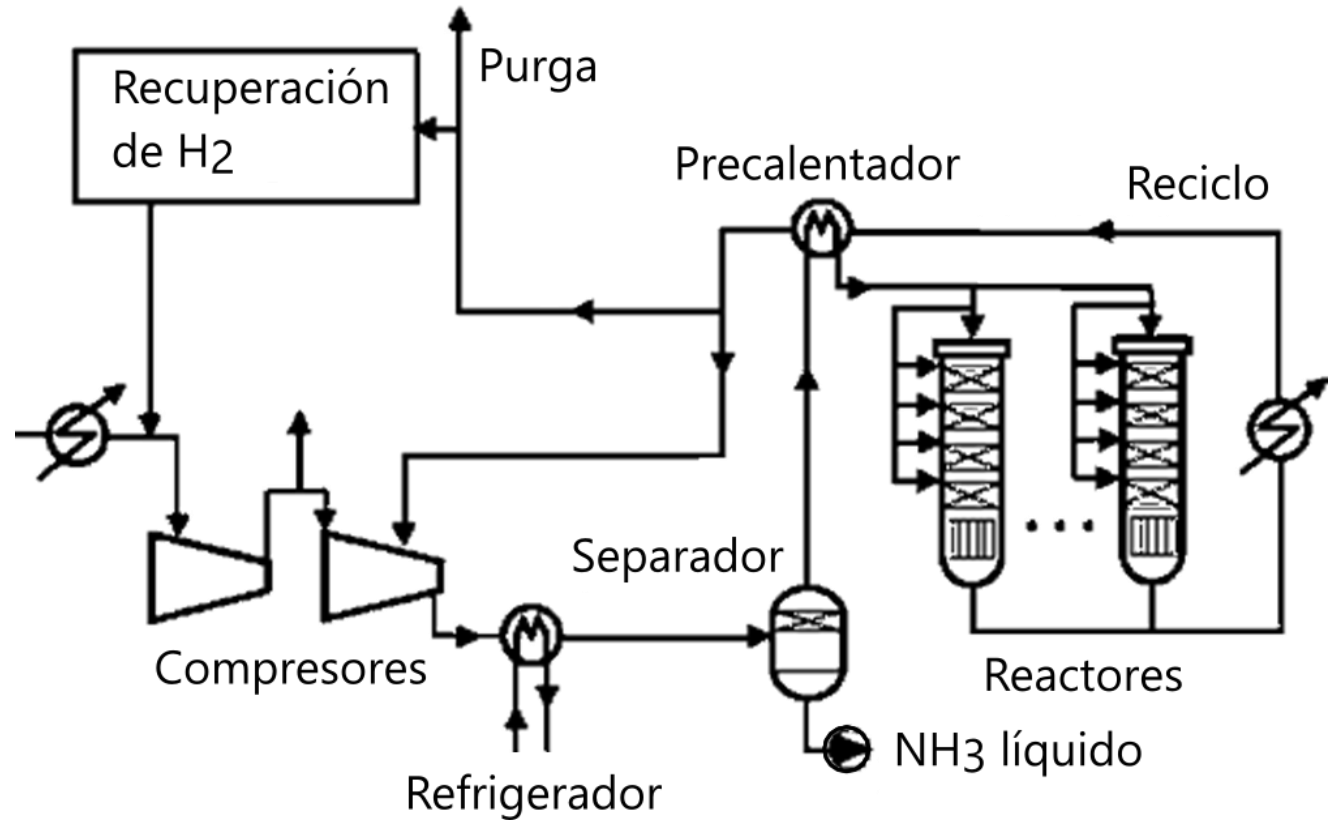 Purga
Recuperación
de H2
Precalentador
Reciclo
Separador
Compresores
Reactores
NH3 líquido
Refrigerador